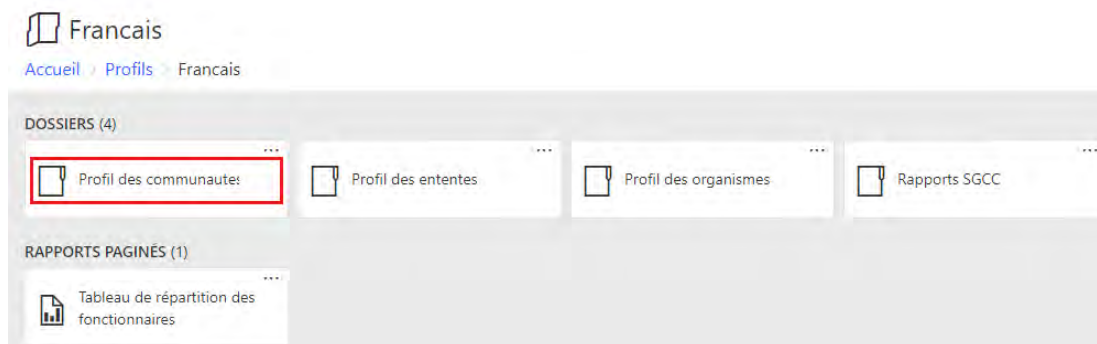 Francais
Accueil Profils Francais
DOSSIERS (4)
Profil des communautes
Profil des ententes
Profil des organismes
Rapports SGCC
RAPPORTS PAGINÉS (1)
Tableau de répartition des
fonctionnaires